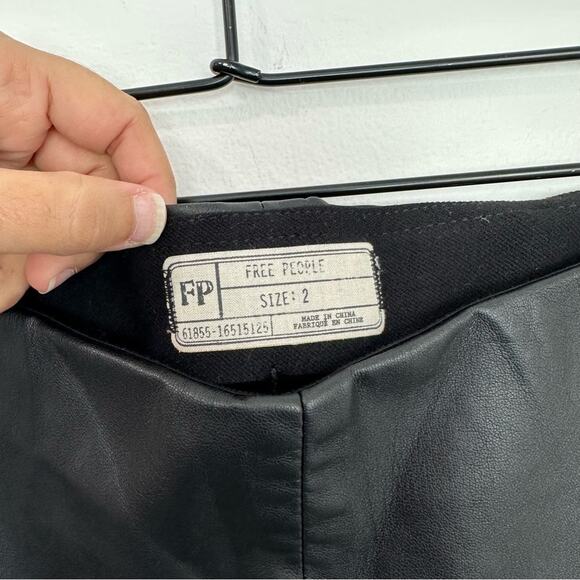 FREE PEOPLE
FP
SIZE: 2
61855-16515125
MADE IN CHINA
FABRIQUÉ EN CHINE